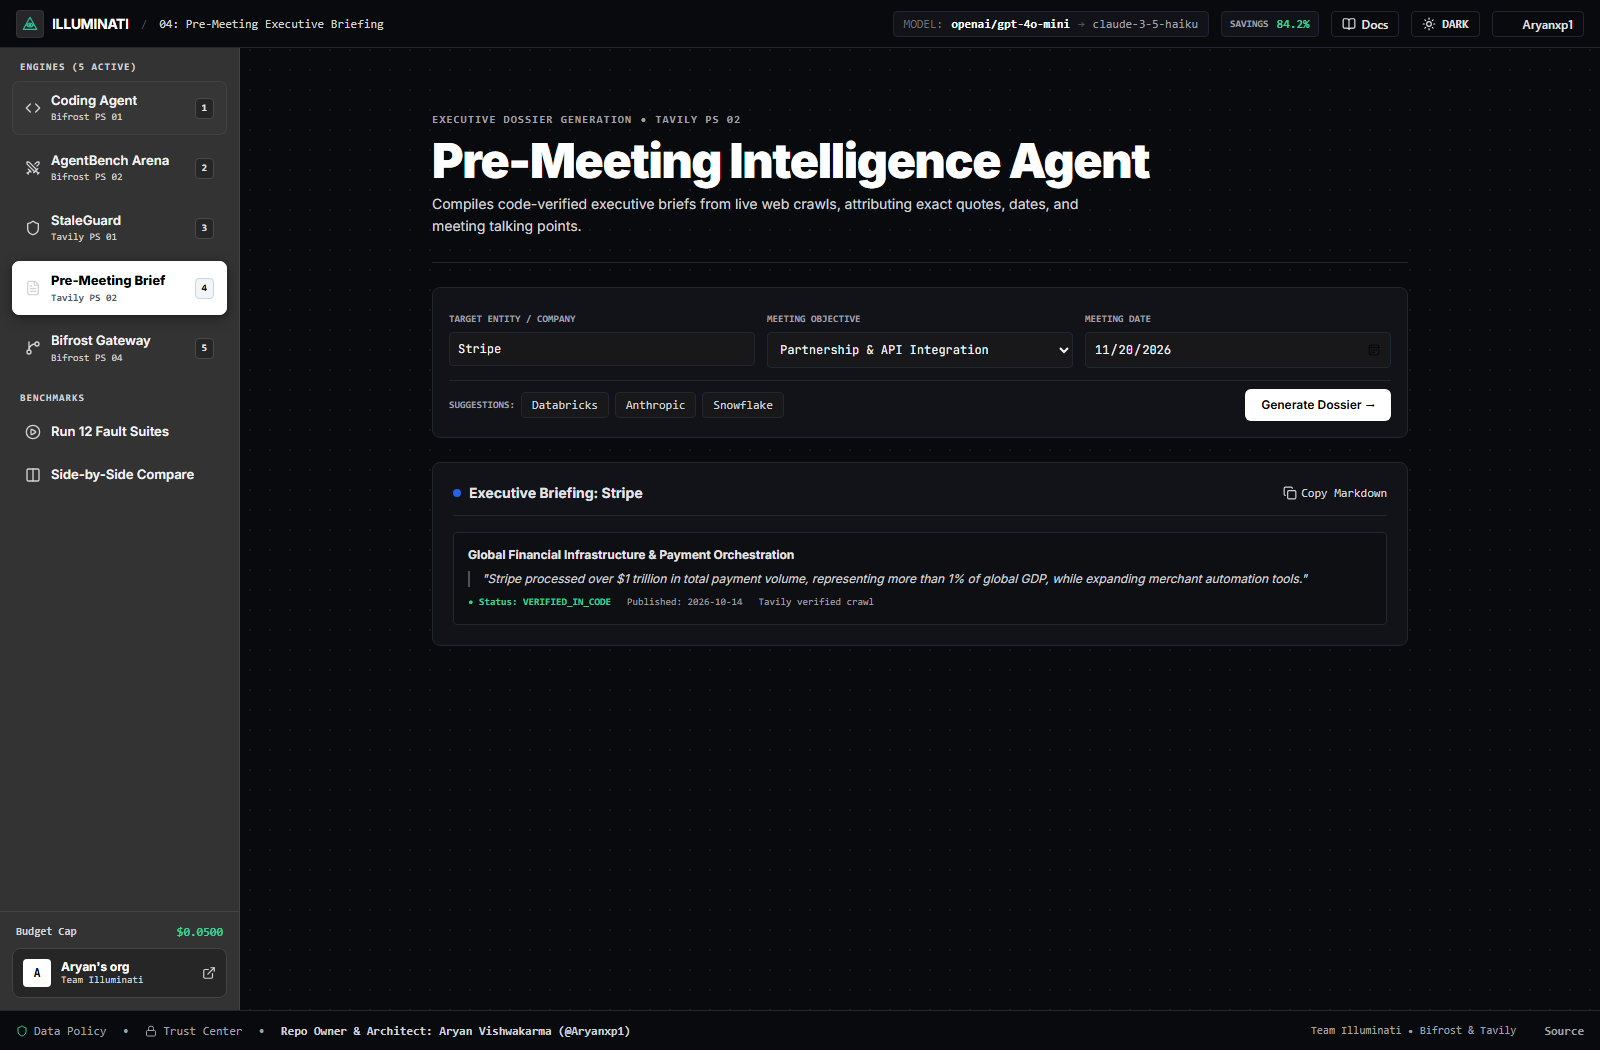 ILLUMINATI / 04: Pre-Meeting Executive Briefing
MODEL: openai/gpt-4o-mini → claude-3-5-haiku
SAVINGS 84.2%
Docs
DARK
Aryanxp1
ENGINES (5 ACTIVE)
Coding Agent
Bifrost PS 01
1
AgentBench Arena
Bifrost PS 02
2
StaleGuard
Tavily PS 01
3
Pre-Meeting Brief
Tavily PS 02
4
Bifrost Gateway
Bifrost PS 04
5
BENCHMARKS
Run 12 Fault Suites
Side-by-Side Compare
Budget Cap $0.0500
A
Aryan's org
Team Illuminati
EXECUTIVE DOSSIER GENERATION • TAVILY PS 02
Pre-Meeting Intelligence Agent
Compiles code-verified executive briefs from live web crawls, attributing exact quotes, dates, and
meeting talking points.
TARGET ENTITY / COMPANY
Stripe
MEETING OBJECTIVE
Partnership & API Integration
MEETING DATE
11/20/2026
SUGGESTIONS: Databricks Anthropic Snowflake
Generate Dossier →
Executive Briefing: Stripe
Copy Markdown
Global Financial Infrastructure & Payment Orchestration
"Stripe processed over $1 trillion in total payment volume, representing more than 1% of global GDP, while expanding merchant automation tools."
• Status: VERIFIED_IN_CODE Published: 2026-10-14 Tavily verified crawl
Data Policy • Trust Center • Repo Owner & Architect: Aryan Vishwakarma (@Aryanxp1)
Team Illuminati • Bifrost & Tavily Source